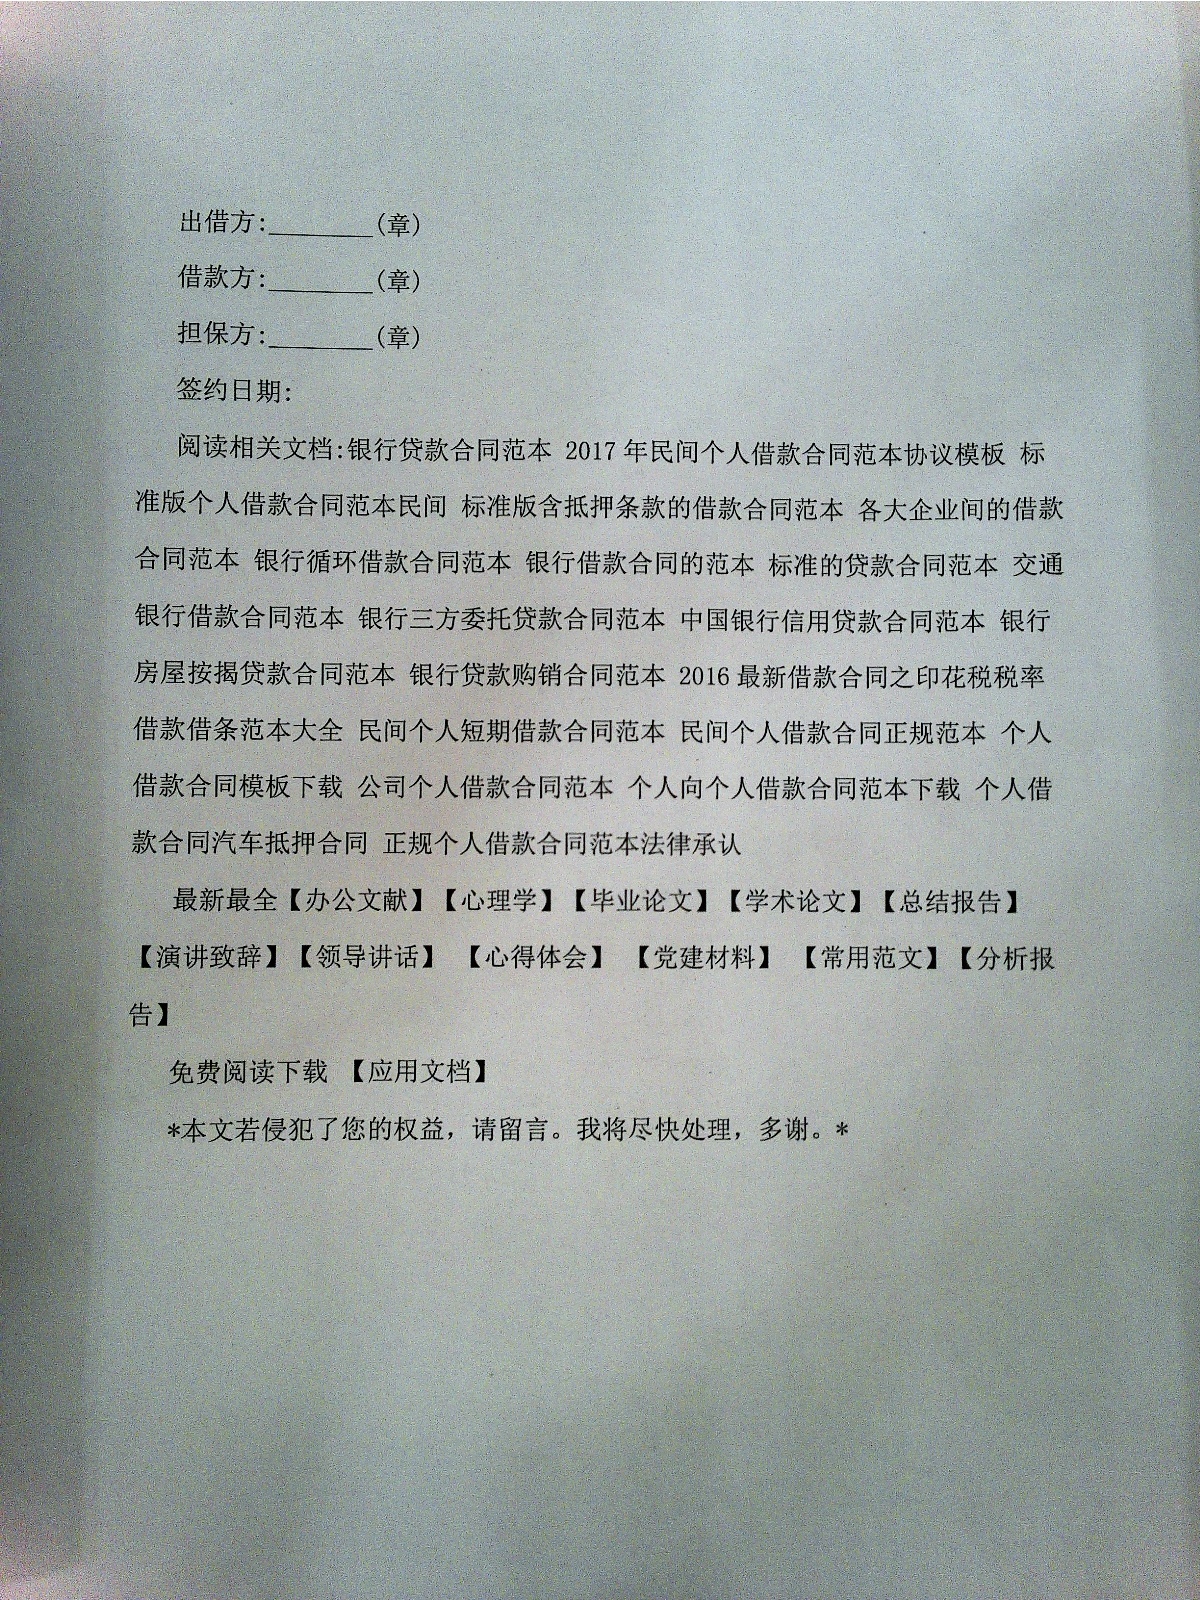 出借方:________(章)
借款方:________(章)
担保方:________(章)
签约日期:
阅读相关文档:银行贷款合同范本 2017年民间个人借款合同范本协议模板 标
准版个人借款合同范本民间 标准版含抵押条款的借款合同范本 各大企业间的借款
合同范本 银行循环借款合同范本 银行借款合同的范本 标准的贷款合同范本 交通
银行借款合同范本 银行三方委托贷款合同范本 中国银行信用贷款合同范本 银行
房屋按揭贷款合同范本 银行贷款购销合同范本 2016最新借款合同之印花税税率
借款借条范本大全 民间个人短期借款合同范本 民间个人借款合同正规范本 个人
借款合同模板下载 公司个人借款合同范本 个人向个人借款合同范本下载 个人借
款合同汽车抵押合同 正规个人借款合同范本法律承认
最新最全【办公文献】【心理学】【毕业论文】【学术论文】【总结报告】
【演讲致辞】【领导讲话】 【心得体会】 【党建材料】 【常用范文】【分析报
告】
免费阅读下载 【应用文档】
*本文若侵犯了您的权益，请留言。我将尽快处理，多谢。*